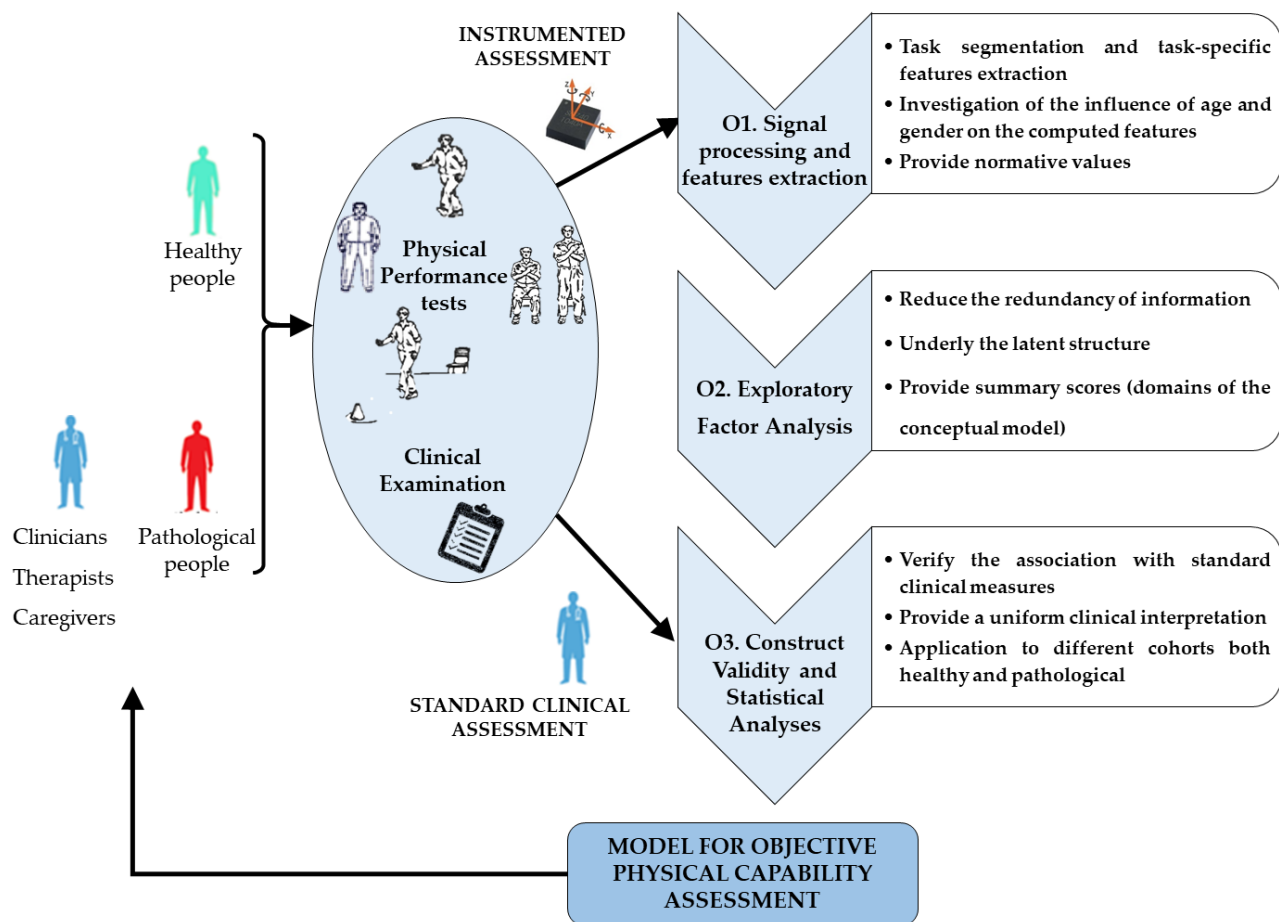 INSTRUMENTED
ASSESSMENT
Healthy
people
Clinicians
Therapists
Caregivers
Pathological
people
Physical
Performance
tests
Clinical
Examination
STANDARD CLINICAL
ASSESSMENT
O1. Signal
processing and
features extraction
• Task segmentation and task-specific
features extraction
• Investigation of the influence of age and
gender on the computed features
• Provide normative values
O2. Exploratory
Factor Analysis
• Reduce the redundancy of information
• Underly the latent structure
• Provide summary scores (domains of the
conceptual model)
O3. Construct
Validity and
Statistical
Analyses
• Verify the association with standard
clinical measures
• Provide a uniform clinical interpretation
• Application to different cohorts both
healthy and pathological
MODEL FOR OBJECTIVE
PHYSICAL CAPABILITY
ASSESSMENT